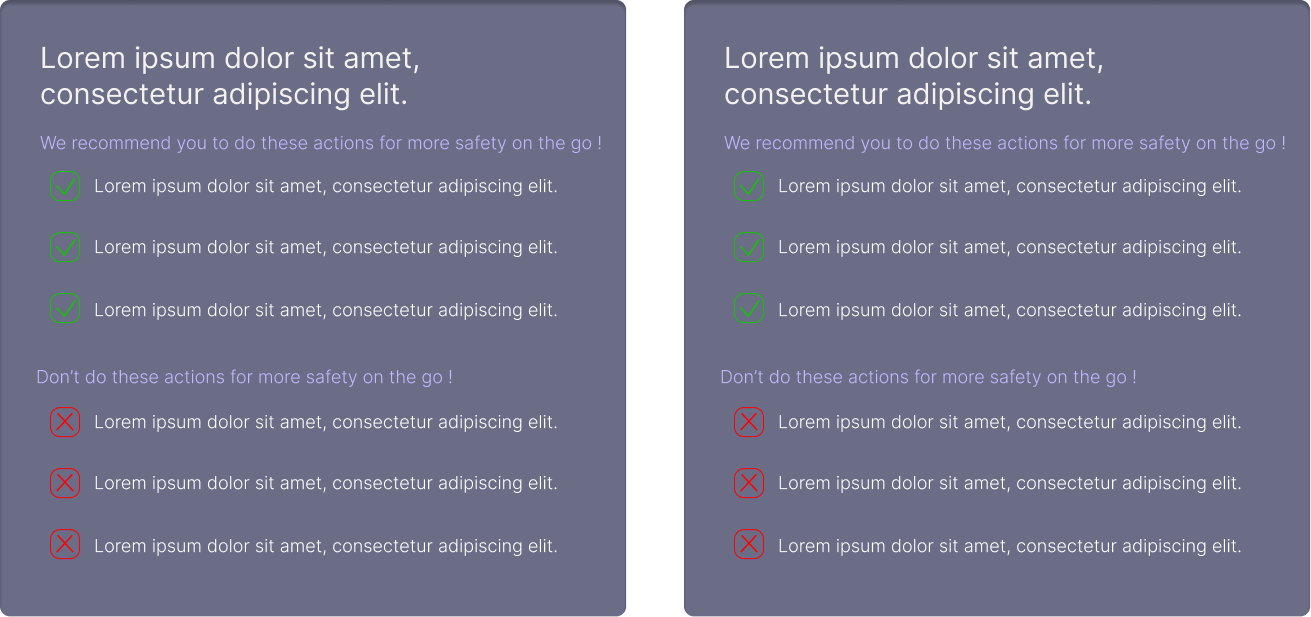 Lorem ipsum dolor sit amet,
consectetur adipiscing elit.
We recommend you to do these actions for more safety on the go !
Lorem ipsum dolor sit amet, consectetur adipiscing elit.
Lorem ipsum dolor sit amet, consectetur adipiscing elit.
Lorem ipsum dolor sit amet, consectetur adipiscing elit.
Don’t do these actions for more safety on the go !
Lorem ipsum dolor sit amet, consectetur adipiscing elit.
Lorem ipsum dolor sit amet, consectetur adipiscing elit.
Lorem ipsum dolor sit amet, consectetur adipiscing elit.
Lorem ipsum dolor sit amet,
consectetur adipiscing elit.
We recommend you to do these actions for more safety on the go !
Lorem ipsum dolor sit amet, consectetur adipiscing elit.
Lorem ipsum dolor sit amet, consectetur adipiscing elit.
Lorem ipsum dolor sit amet, consectetur adipiscing elit.
Don’t do these actions for more safety on the go !
Lorem ipsum dolor sit amet, consectetur adipiscing elit.
Lorem ipsum dolor sit amet, consectetur adipiscing elit.
Lorem ipsum dolor sit amet, consectetur adipiscing elit.